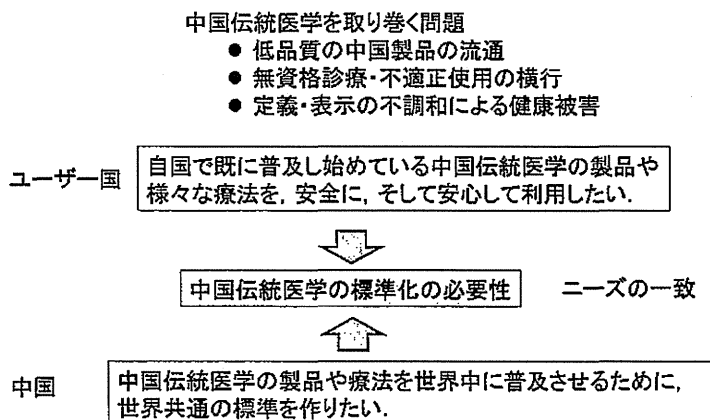 中国伝統医学を取り巻く問題
● 低品質の中国製品の流通
● 無資格診療・不適正使用の横行
● 定義・表示の不調和による健康被害
ユーザー国
自国で既に普及し始めている中国伝統医学の製品や
様々な療法を, 安全に, そして安心して利用したい.
中国伝統医学の標準化の必要性 ニーズの一致
中国
中国伝統医学の製品や療法を世界中に普及させるために,
世界共通の標準を作りたい.